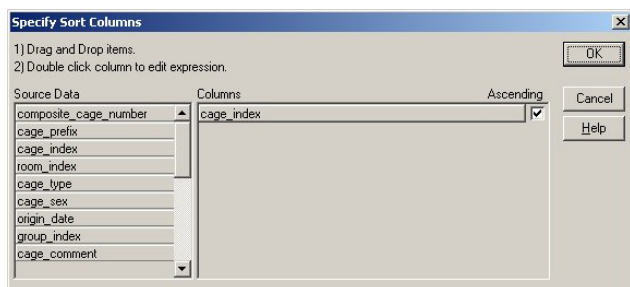 Specify Sort Columns
1) Drag and Drop items.
2) Double click column to edit expression.
OK
Cancel
Help
Source Data
composite_cage_number
cage_prefix
cage_index
room_index
cage_type
cage_sex
origin_date
group_index
cage_comment
Columns Ascending
cage_index